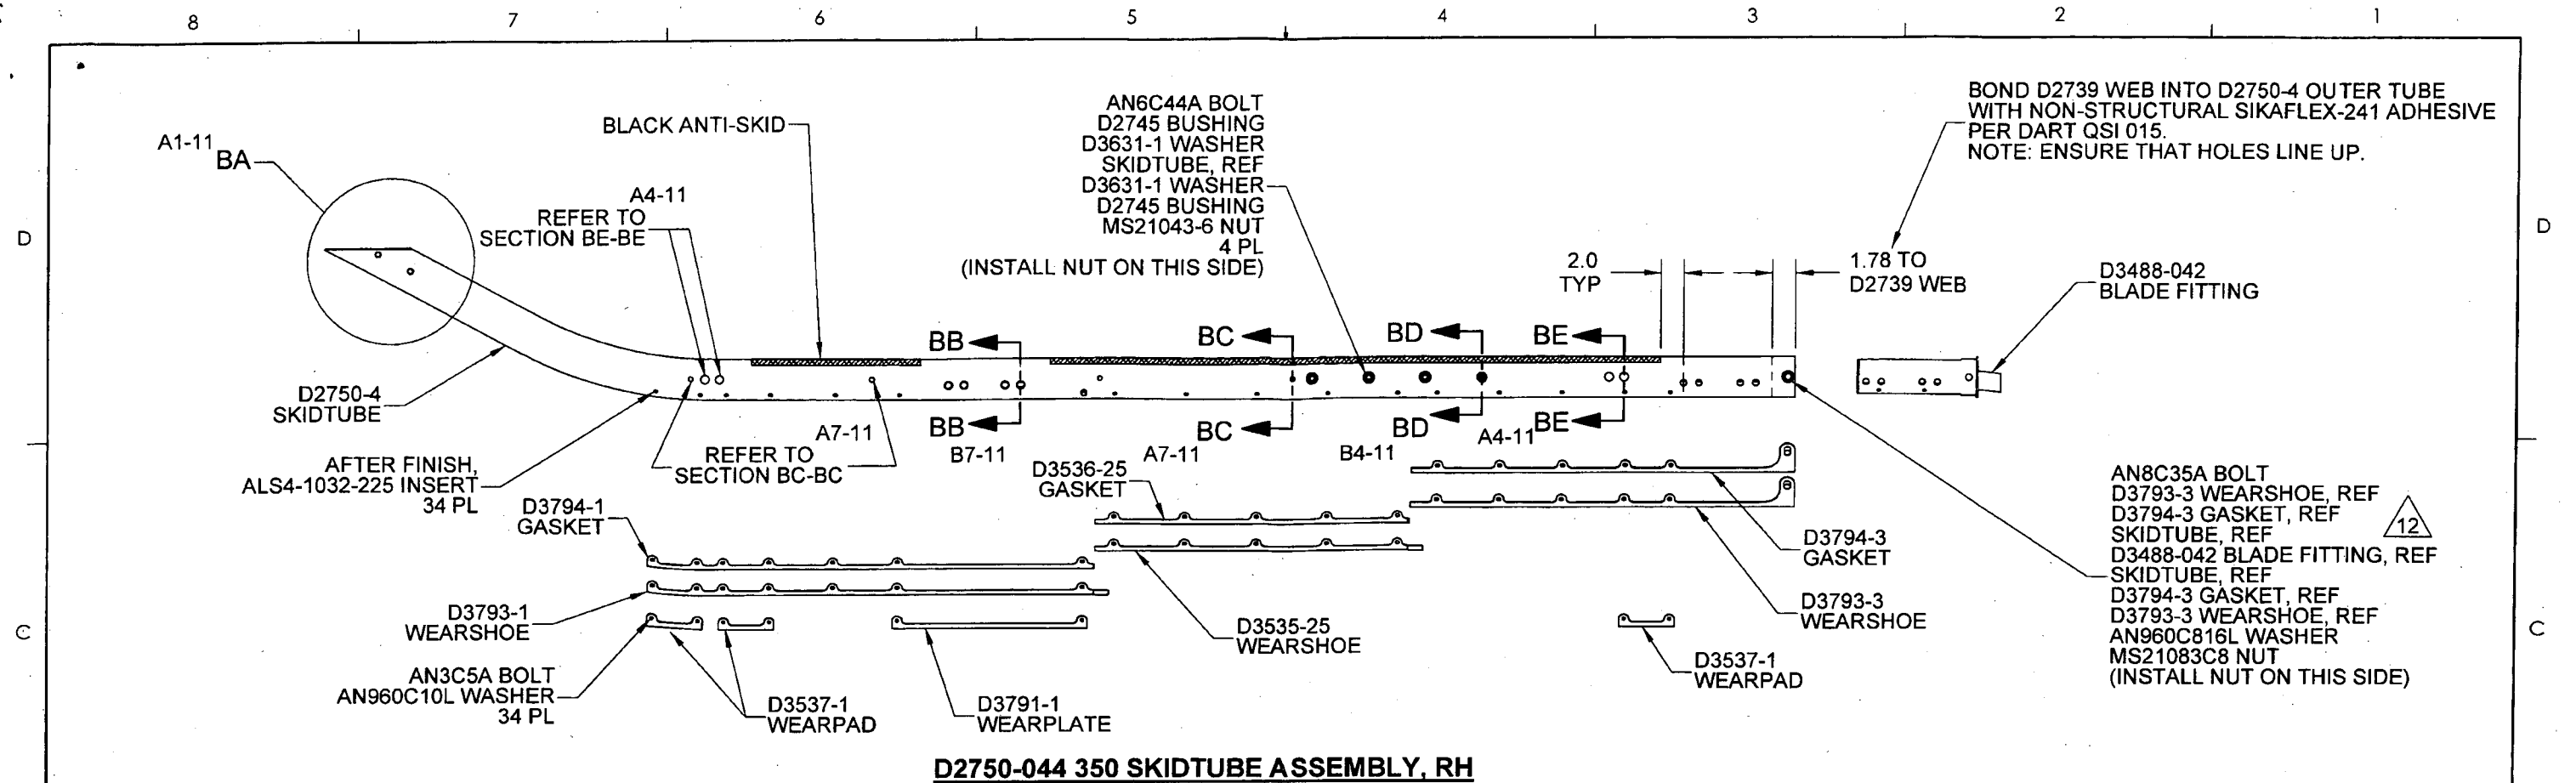 8 7 6 5 4 3 2 1
BLACK ANTI-SKID
A1-11
BA
A4-11
REFER TO
SECTION BE-BE
AN6C44A BOLT
D2745 BUSHING
D3631-1 WASHER
SKIDTUBE, REF
D3631-1 WASHER
D2745 BUSHING
MS21043-6 NUT
4 PL
(INSTALL NUT ON THIS SIDE)
BOND D2739 WEB INTO D2750-4 OUTER TUBE
WITH NON-STRUCTURAL SIKAFLEX-241 ADHESIVE
PER DART QSI 015.
NOTE: ENSURE THAT HOLES LINE UP.
D
D
2.0
TYP
1.78 TO
D2739 WEB
D3488-042
BLADE FITTING
BB
BC
BD
BE
D2750-4
SKIDTUBE
BB
BC
BD
BE
A7-11
B7-11
A7-11
B4-11
A4-11
REFER TO
SECTION BC-BC
AFTER FINISH,
ALS4-1032-225 INSERT
34 PL
D3794-1
GASKET
D3536-25
GASKET
D3794-3
GASKET
AN8C35A BOLT
D3793-3 WEARSHOE, REF
D3794-3 GASKET, REF
SKIDTUBE, REF
D3488-042 BLADE FITTING, REF
SKIDTUBE, REF
D3794-3 GASKET, REF
D3793-3 WEARSHOE, REF
AN960C816L WASHER
MS21083C8 NUT
(INSTALL NUT ON THIS SIDE)
12
C
C
D3793-1
WEARSHOE
D3535-25
WEARSHOE
D3793-3
WEARSHOE
AN3C5A BOLT
AN960C10L WASHER
34 PL
D3537-1
WEARPAD
D3791-1
WEARPLATE
D3537-1
WEARPAD
D2750-044 350 SKIDTUBE ASSEMBLY, RH